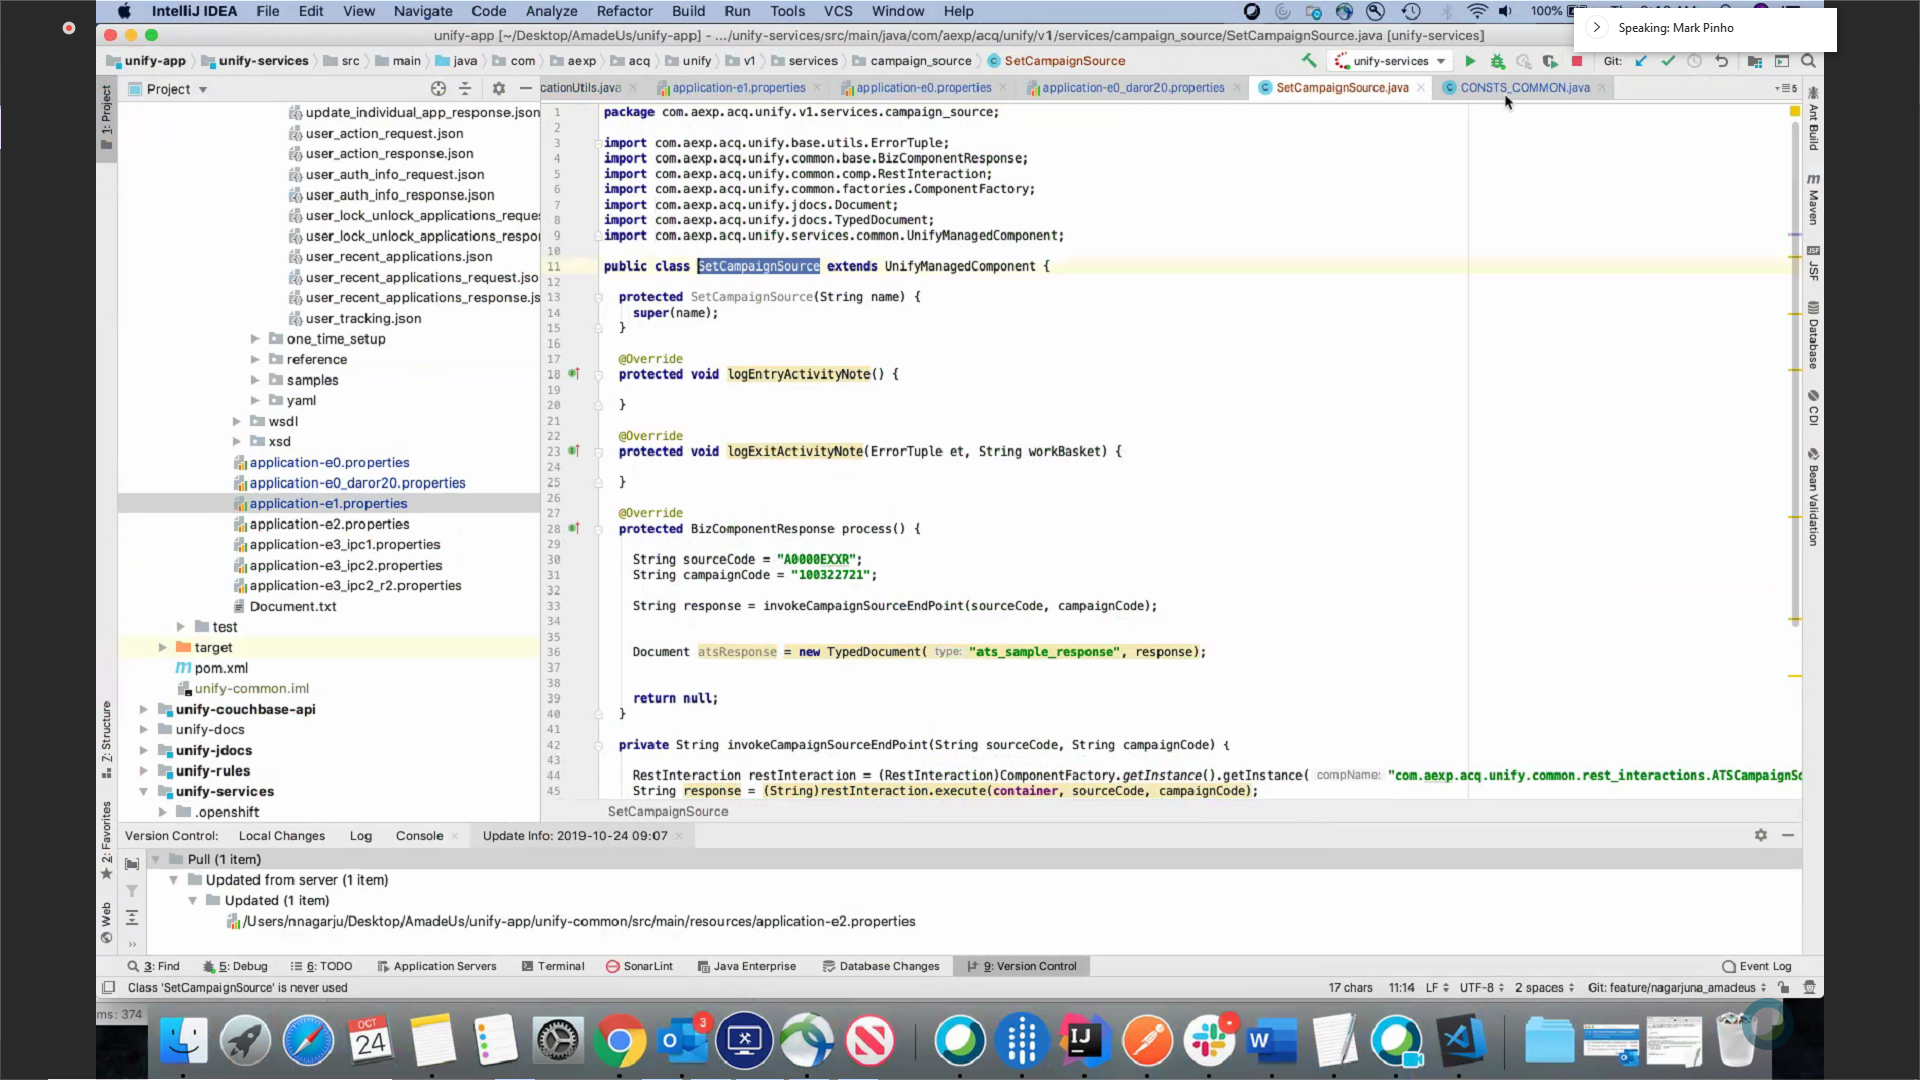 IntelliJ IDEA File Edit View Navigate Code Analyze Refactor Build Run Tools VCS Window Help 100%
Speaking: Mark Pinho
unify-app [~/Desktop/AmadeUs/unify-app] - .../unify-services/src/main/java/com/aexp/acq/unify/v1/services/campaign_source/SetCampaignSource.java [unify-services]
unify-app unify-services src main java com aexp acq unify v1 services campaign_source SetCampaignSource unify-services Git:
Project cationUtils.java application-e1.properties application-e0.properties application-e0_daror20.properties SetCampaignSource.java CONSTS_COMMON.java 5
1: Project
update_individual_app_response.json
user_action_request.json
user_action_response.json
user_auth_info_request.json
user_auth_info_response.json
user_lock_unlock_applications_reque
user_lock_unlock_applications_respo
user_recent_applications.json
user_recent_applications_request.jso
user_recent_applications_response.js
user_tracking.json
one_time_setup
reference
samples
yaml
wsdl
xsd
application-e0.properties
application-e0_daror20.properties
application-e1.properties
application-e2.properties
application-e3_ipc1.properties
application-e3_ipc2.properties
application-e3_ipc2_r2.properties
Document.txt
test
target
pom.xml
unify-common.iml
unify-couchbase-api
unify-docs
unify-jdocs
unify-rules
unify-services
.openshift
1 package com.aexp.acq.unify.v1.services.campaign_source;
2
3 import com.aexp.acq.unify.base.utils.ErrorTuple;
4 import com.aexp.acq.unify.common.base.BizComponentResponse;
5 import com.aexp.acq.unify.common.comp.RestInteraction;
6 import com.aexp.acq.unify.common.factories.ComponentFactory;
7 import com.aexp.acq.unify.jdocs.Document;
8 import com.aexp.acq.unify.jdocs.TypedDocument;
9 import com.aexp.acq.unify.services.common.UnifyManagedComponent;
10
11 public class SetCampaignSource extends UnifyManagedComponent {
12
13 protected SetCampaignSource(String name) {
14 super(name);
15 }
16
17 @Override
18 protected void logEntryActivityNote() {
19
20 }
21
22 @Override
23 protected void logExitActivityNote(ErrorTuple et, String workBasket) {
24
25 }
26
27 @Override
28 protected BizComponentResponse process() {
29
30 String sourceCode = "A0000EXXR";
31 String campaignCode = "100322721";
32
33 String response = invokeCampaignSourceEndPoint(sourceCode, campaignCode);
34
35
36 Document atsResponse = new TypedDocument( type: "ats_sample_response", response);
37
38
39 return null;
40 }
41
42 private String invokeCampaignSourceEndPoint(String sourceCode, String campaignCode) {
43
44 RestInteraction restInteraction = (RestInteraction)ComponentFactory.getInstance().getInstance( compName: "com.aexp.acq.unify.common.rest_interactions.ATSCampaignSo
45 String response = (String)restInteraction.execute(container, sourceCode, campaignCode);
SetCampaignSource
Ant Build
Maven
JSF
JSF
Database
CDI
Bean Validation
Z: Structure
2: Favorites
Web
Version Control: Local Changes Log Console Update Info: 2019-10-24 09:07
Pull (1 item)
Updated from server (1 item)
Updated (1 item)
/Users/nnagarju/Desktop/AmadeUs/unify-app/unify-common/src/main/resources/application-e2.properties
3: Find 5: Debug 6: TODO Application Servers Terminal SonarLint Java Enterprise Database Changes 9: Version Control Event Log
Class 'SetCampaignSource' is never used 17 chars 11:14 LF UTF-8 2 spaces Git: feature/nagarjuna_amadeus
ms: 374
OCT
24
3
IJ
W